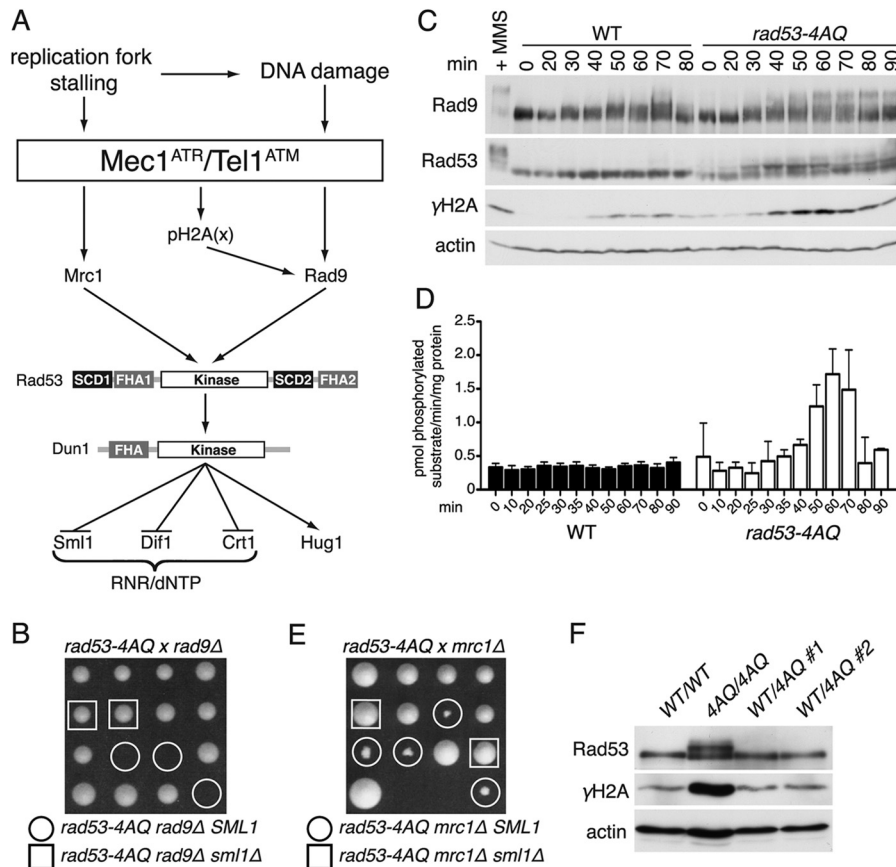 A
replication fork
stalling
DNA damage
Mec1ATR/Tel1ATM
pH2A(x)
Mrc1
Rad9
Rad53 SCD1 FHA1 Kinase SCD2 FHA2
Dun1 FHA Kinase
Sml1 Dif1 Crt1 Hug1
RNR/dNTP
B
rad53-4AQ x rad9Δ
rad53-4AQ rad9Δ SML1
rad53-4AQ rad9Δ sml1Δ
C
WT rad53-4AQ
min + MMS 0 20 30 40 50 60 70 80 0 20 30 40 50 60 70 80 90
Rad9
Rad53
γH2A
actin
D
pmol phosphorylated
substrate/min/mg protein
2.5
2.0
1.5
1.0
0.5
0.0
min 0 10 20 25 30 35 40 50 60 70 80 90 0 10 20 25 30 35 40 50 60 70 80 90
WT rad53-4AQ
E
rad53-4AQ x mrc1Δ
rad53-4AQ mrc1Δ SML1
rad53-4AQ mrc1Δ sml1Δ
F
WT/WT 4AQ/4AQ WT/4AQ #1 WT/4AQ #2
Rad53
γH2A
actin